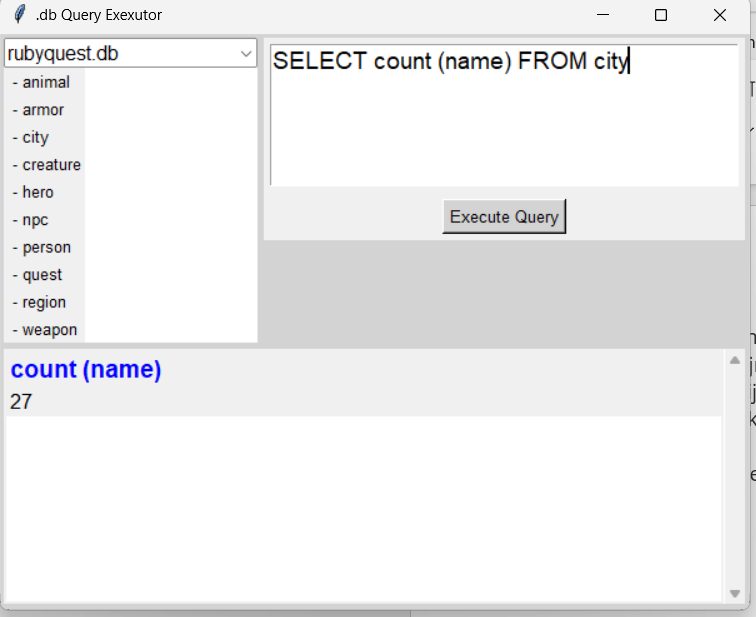 .db Query Exexutor
rubyquest.db
- animal
- armor
- city
- creature
- hero
- npc
- person
- quest
- region
- weapon
SELECT count (name) FROM city
Execute Query
count (name)
27